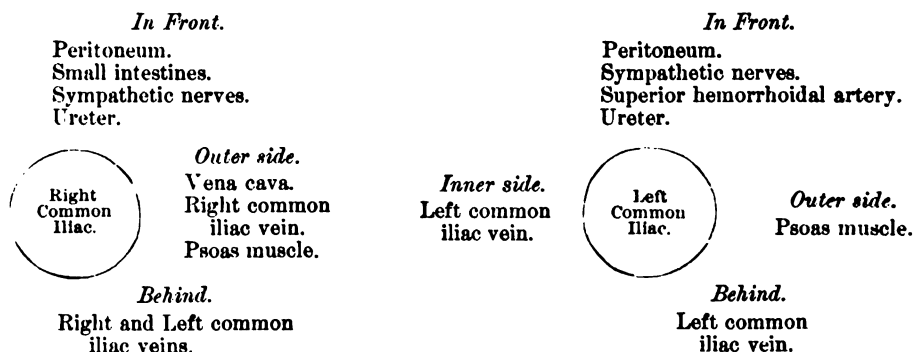 In Front.
Peritoneum.
Small intestines.
Sympathetic nerves.
Ureter.
Right
Common
Iliac.
Outer side.
Vena cava.
Right common
iliac vein.
Psoas muscle.
Behind.
Right and Left common
iliac veins.
In Front.
Peritoneum.
Sympathetic nerves.
Superior hemorrhoidal artery.
Ureter.
Inner side.
Left common
iliac vein.
Left
Common
Iliac.
Outer side.
Psoas muscle.
Behind.
Left common
iliac vein.